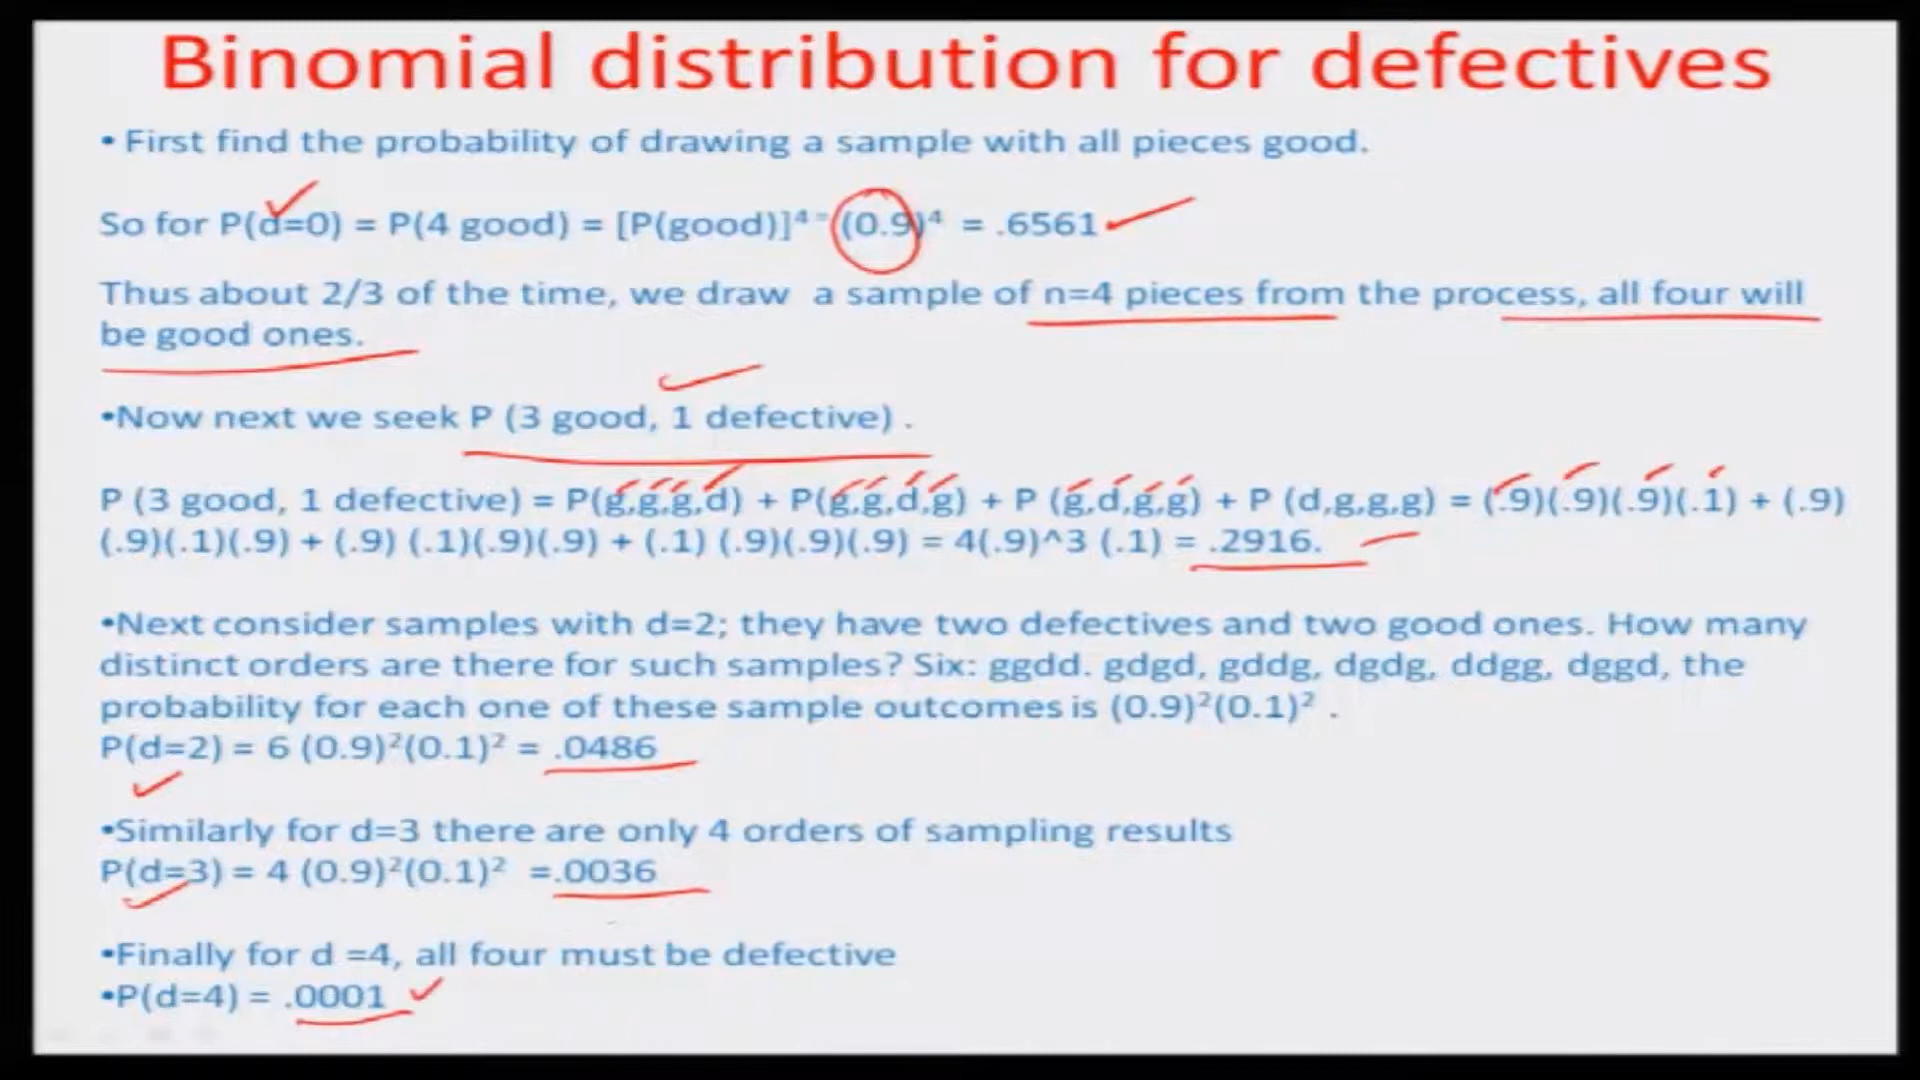 Binomial distribution for defectives
• First find the probability of drawing a sample with all pieces good.
So for P(d=0) = P(4 good) = [P(good)]⁴ = (0.9)⁴ = .6561
Thus about 2/3 of the time, we draw a sample of n=4 pieces from the process, all four will
be good ones.
•Now next we seek P (3 good, 1 defective) .
P (3 good, 1 defective) = P(g,g,g,d) + P(g,g,d,g) + P (g,d,g,g) + P (d,g,g,g) = (.9)(.9)(.9)(.1) + (.9)
(.9)(.1)(.9) + (.9) (.1)(.9)(.9) + (.1) (.9)(.9)(.9) = 4(.9)^3 (.1) = .2916.
•Next consider samples with d=2; they have two defectives and two good ones. How many
distinct orders are there for such samples? Six: ggdd. gdgd, gddg, dgdg, ddgg, dggd, the
probability for each one of these sample outcomes is (0.9)²(0.1)² .
P(d=2) = 6 (0.9)²(0.1)² = .0486
•Similarly for d=3 there are only 4 orders of sampling results
P(d=3) = 4 (0.9)²(0.1)² =.0036
•Finally for d =4, all four must be defective
•P(d=4) = .0001